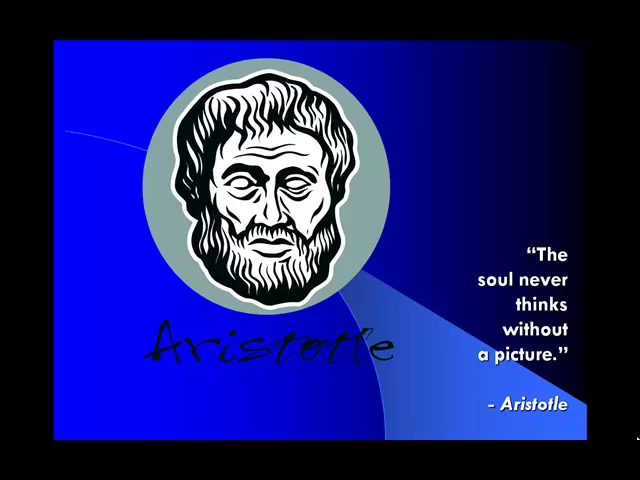 Aristotle
“The
soul never
thinks
without
a picture.”
- Aristotle